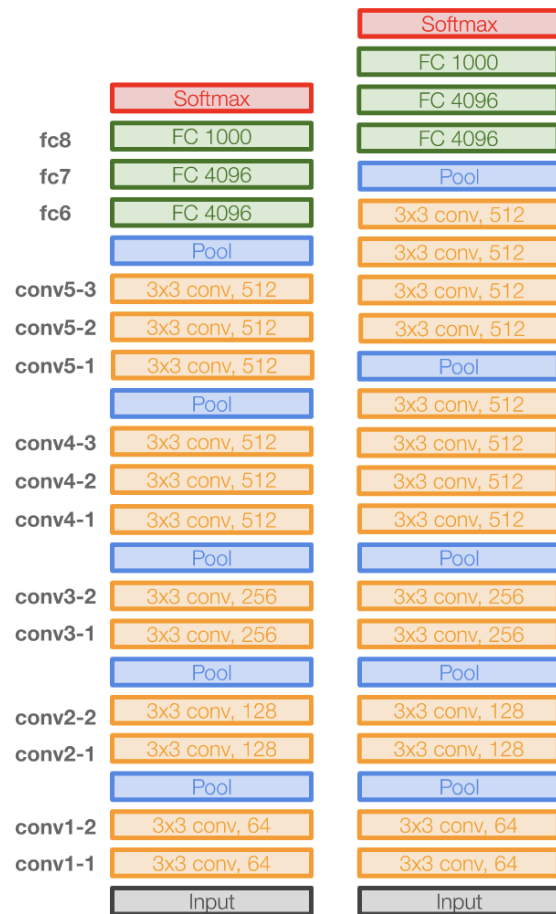 Softmax
fc8 FC 1000
fc7 FC 4096
fc6 FC 4096
Pool
conv5-3 3x3 conv, 512
conv5-2 3x3 conv, 512
conv5-1 3x3 conv, 512
Pool
conv4-3 3x3 conv, 512
conv4-2 3x3 conv, 512
conv4-1 3x3 conv, 512
Pool
conv3-2 3x3 conv, 256
conv3-1 3x3 conv, 256
Pool
conv2-2 3x3 conv, 128
conv2-1 3x3 conv, 128
Pool
conv1-2 3x3 conv, 64
conv1-1 3x3 conv, 64
Input
Softmax
FC 1000
FC 4096
FC 4096
Pool
3x3 conv, 512
3x3 conv, 512
3x3 conv, 512
3x3 conv, 512
Pool
3x3 conv, 512
3x3 conv, 512
3x3 conv, 512
3x3 conv, 512
Pool
3x3 conv, 256
3x3 conv, 256
Pool
3x3 conv, 128
3x3 conv, 128
Pool
3x3 conv, 64
3x3 conv, 64
Input